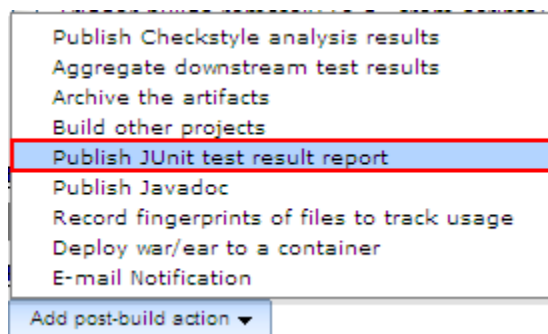 Publish Checkstyle analysis results
Aggregate downstream test results
Archive the artifacts
Build other projects
Publish JUnit test result report
Publish Javadoc
Record fingerprints of files to track usage
Deploy war/ear to a container
E-mail Notification
Add post-build action